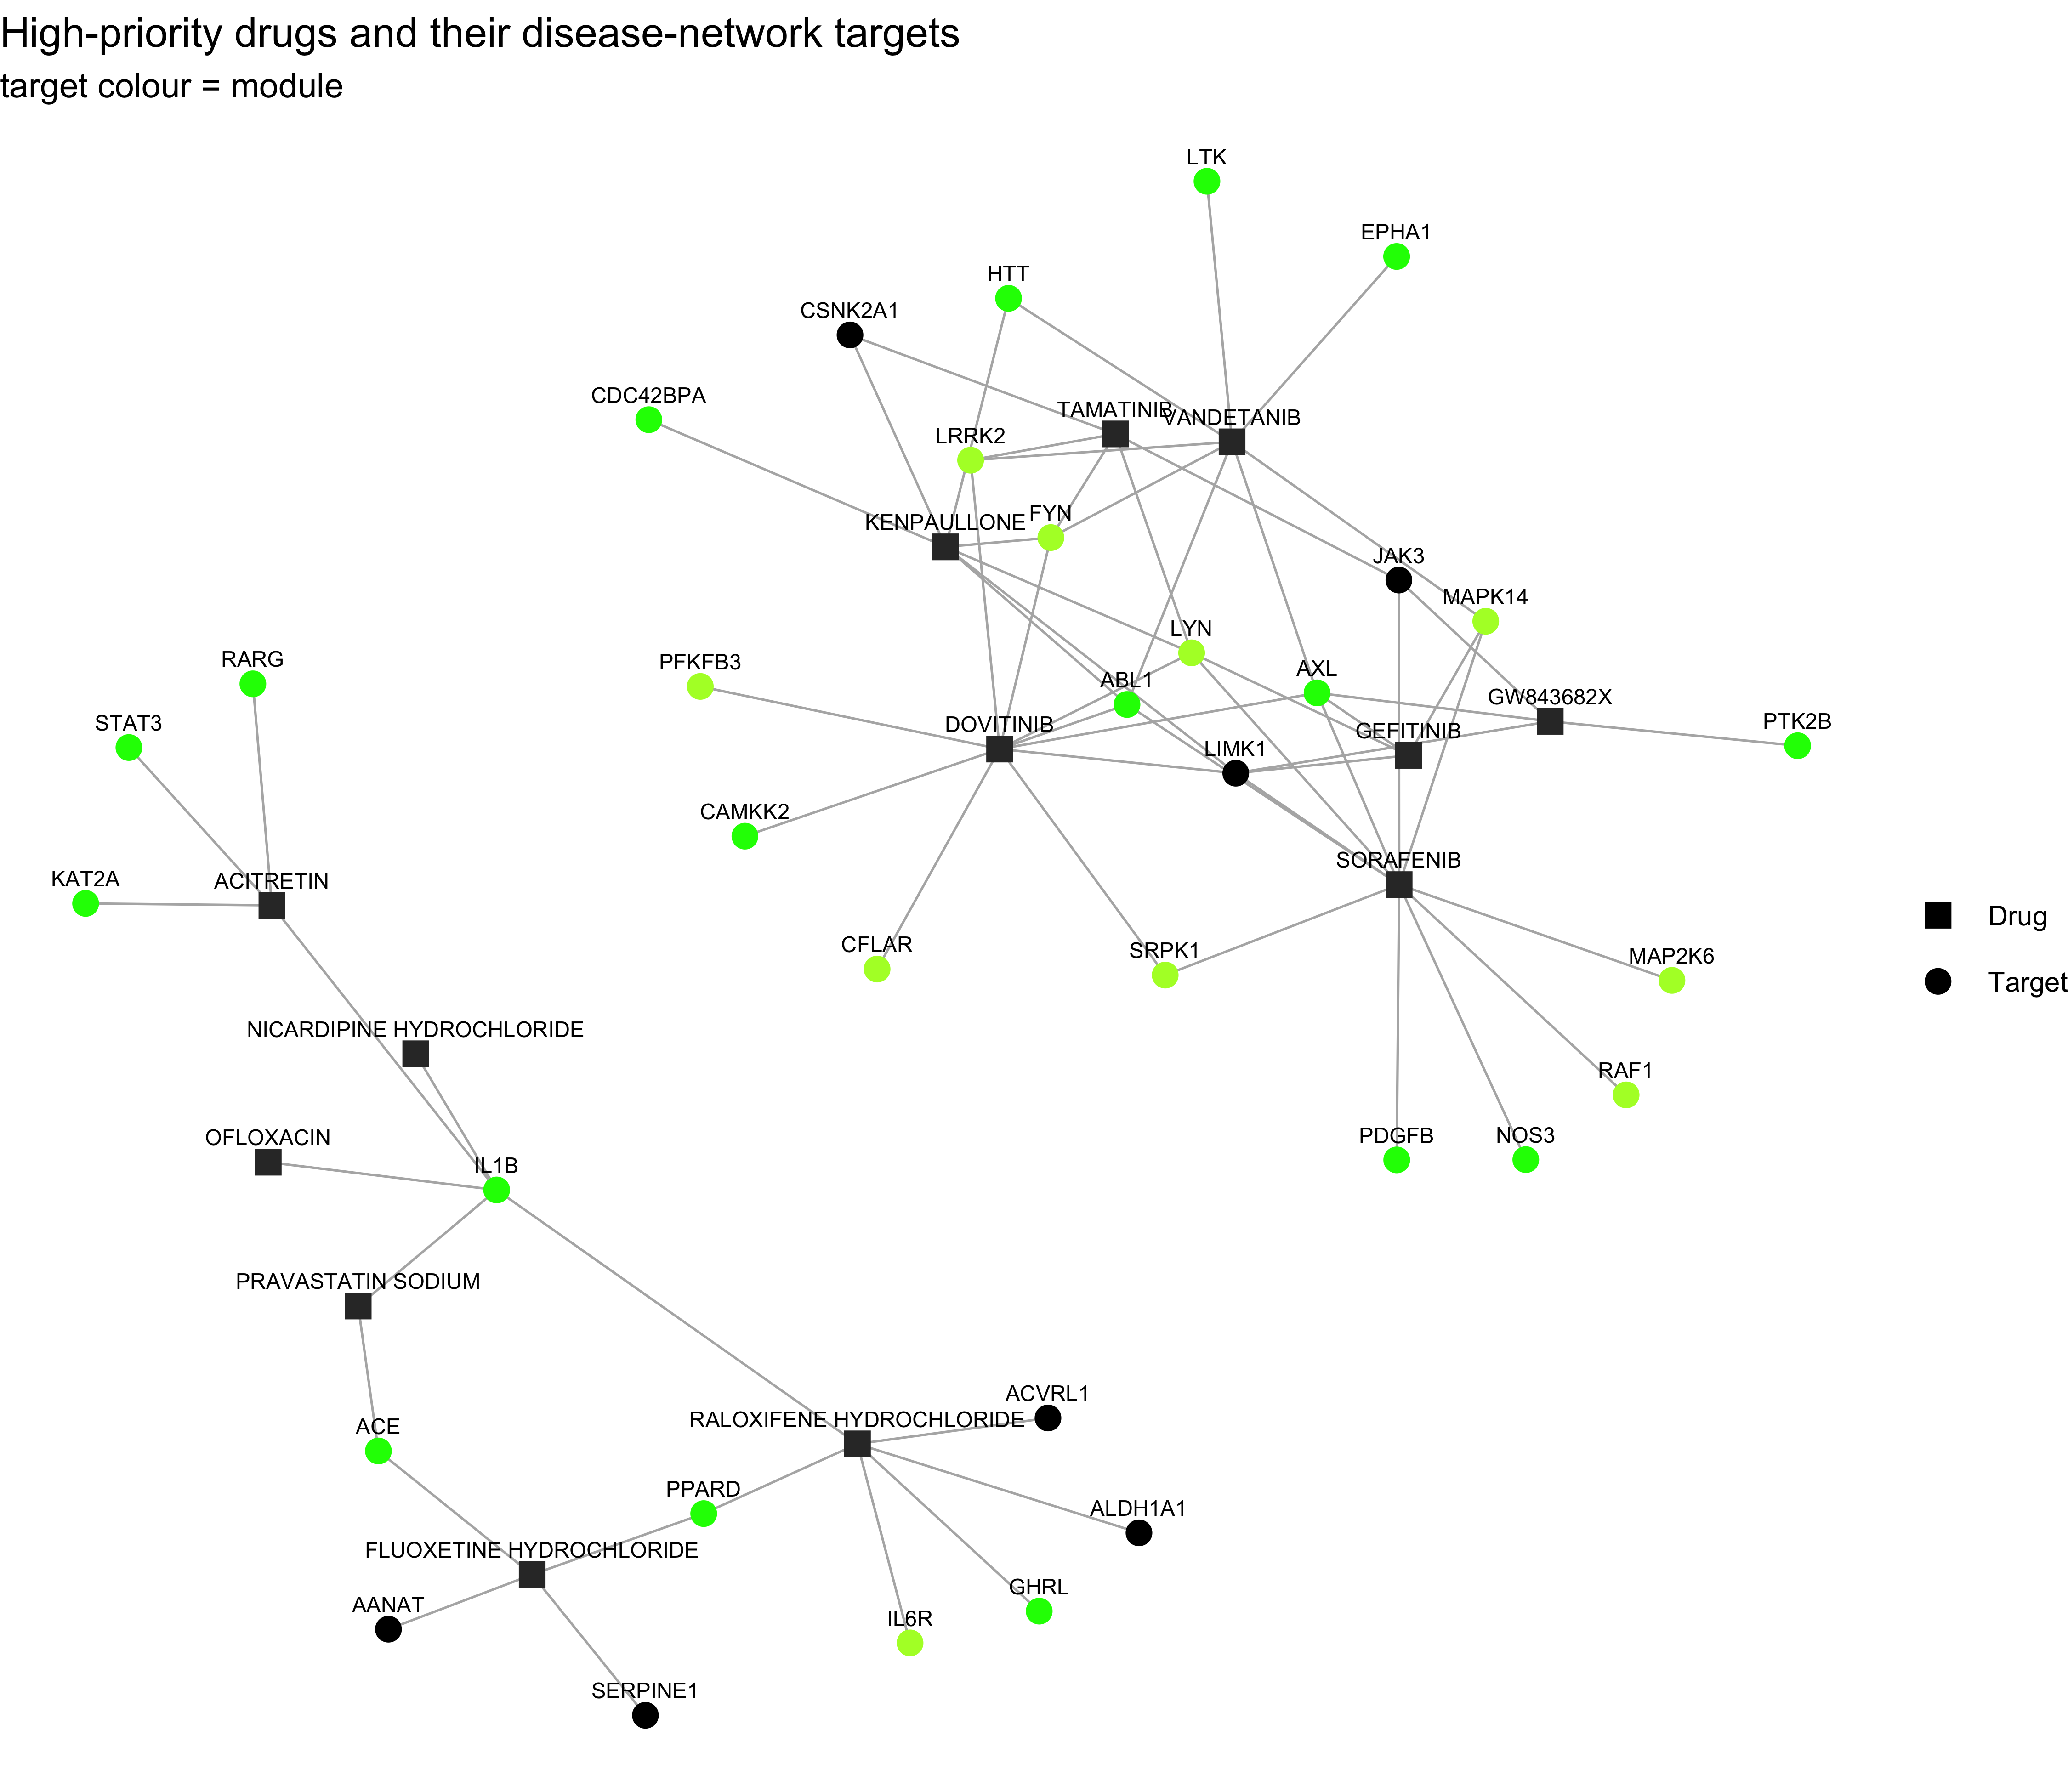 High-priority drugs and their disease-network targets
target colour = module
LTK
EPHA1
HTT
CSNK2A1
CDC42BPA
TAMATINIB
VANDETANIB
LRRK2
FYN
KENPAULLONE
JAK3
MAPK14
LYN
RARG
PFKFB3
AXL
ABL1
GW843682X
STAT3
DOVITINIB
PTK2B
GEFITINIB
LIMK1
CAMKK2
SORAFENIB
KAT2A
ACITRETIN
Drug
CFLAR
SRPK1
MAP2K6
Target
NICARDIPINE HYDROCHLORIDE
RAF1
OFLOXACIN
PDGFB
NOS3
IL1B
PRAVASTATIN SODIUM
ACVRL1
RALOXIFENE HYDROCHLORIDE
ACE
PPARD
ALDH1A1
FLUOXETINE HYDROCHLORIDE
GHRL
AANAT
IL6R
SERPINE1